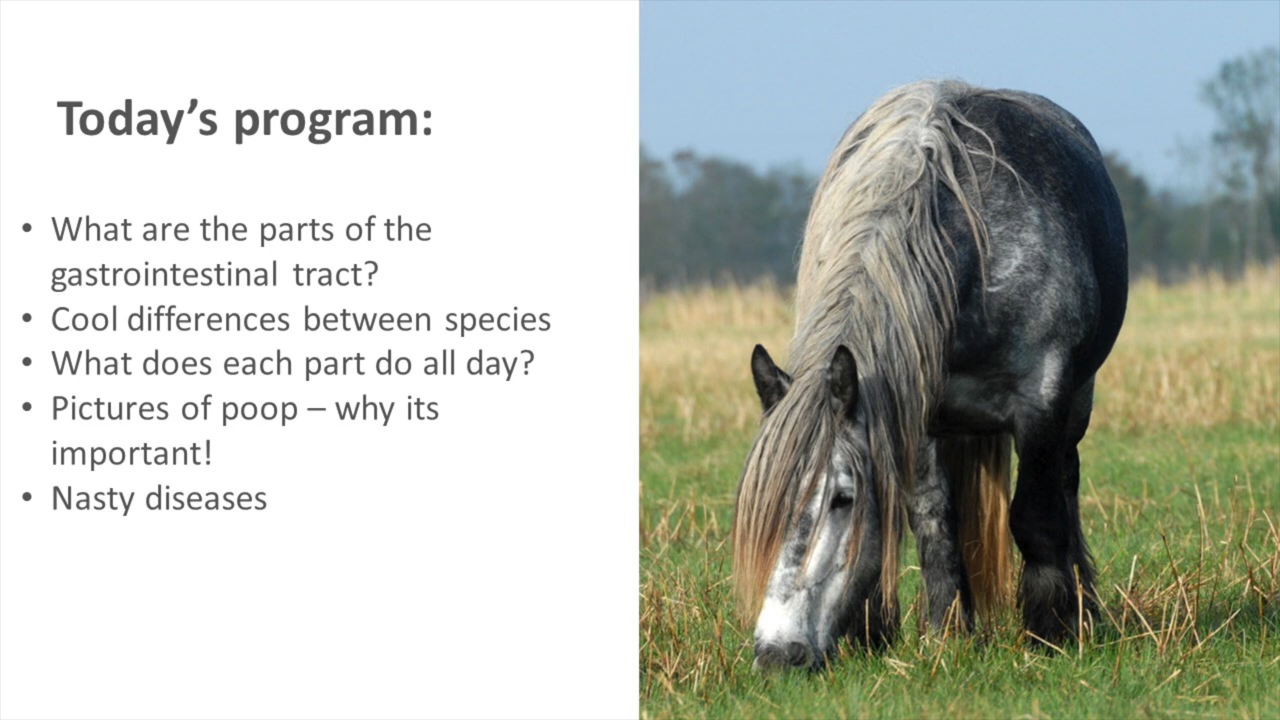 Today’s program:
• What are the parts of the
gastrointestinal tract?
• Cool differences between species
• What does each part do all day?
• Pictures of poop – why its
important!
• Nasty diseases